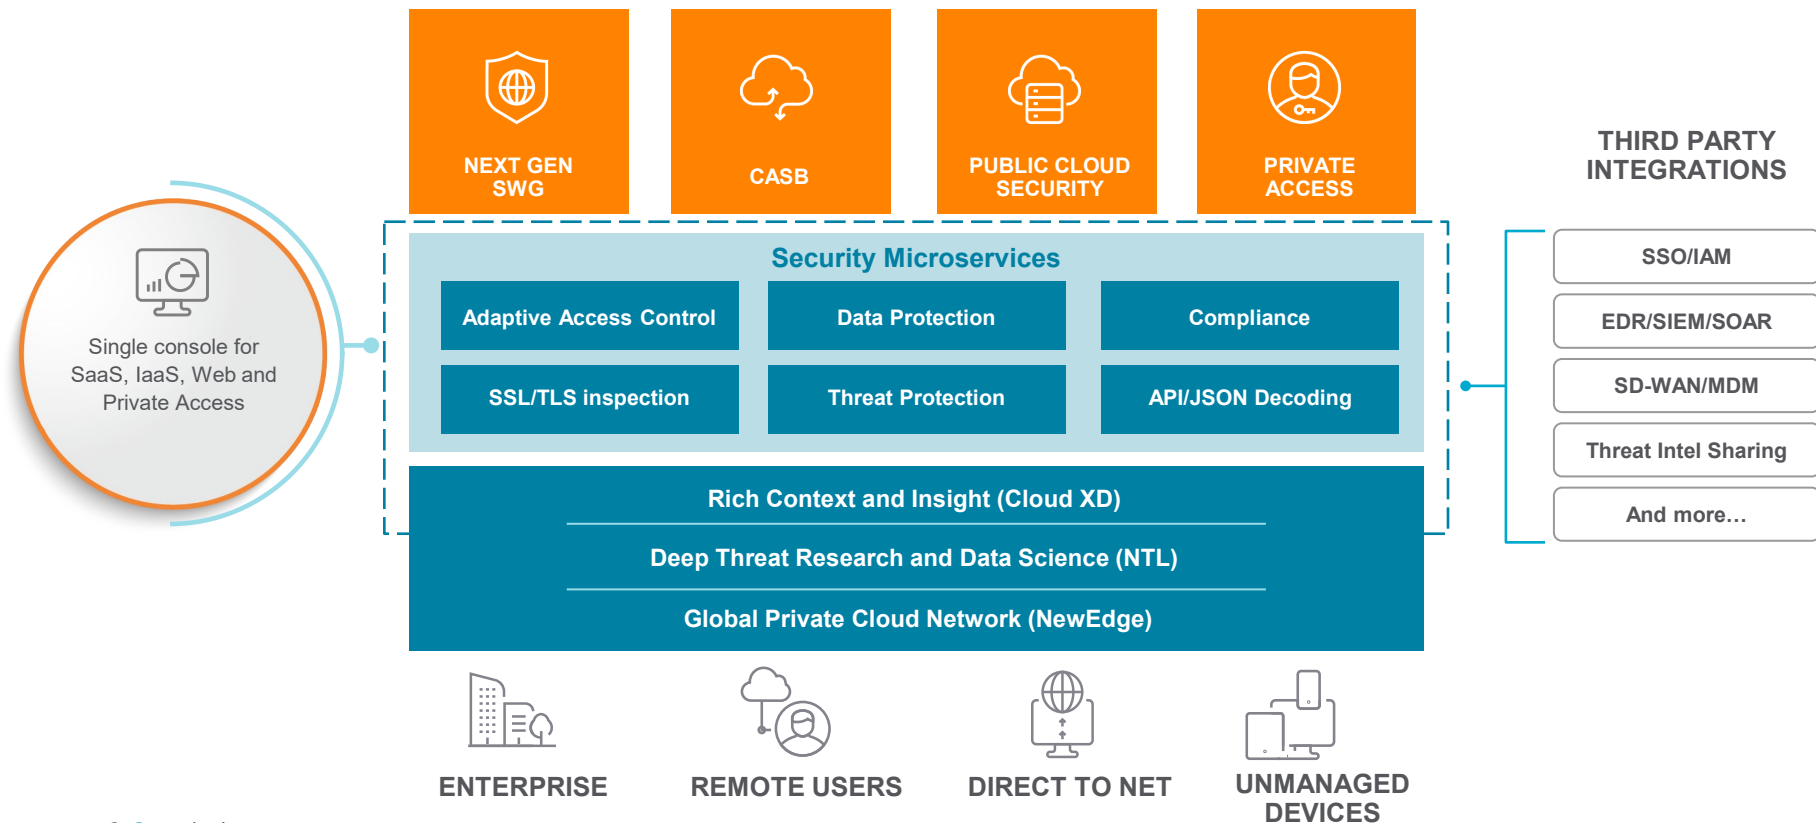 NEXT GEN
SWG
CASB
PUBLIC CLOUD
SECURITY
PRIVATE
ACCESS
THIRD PARTY
INTEGRATIONS
Single console for
SaaS, IaaS, Web and
Private Access
Security Microservices
Adaptive Access Control
Data Protection
Compliance
SSL/TLS inspection
Threat Protection
API/JSON Decoding
SSO/IAM
EDR/SIEM/SOAR
SD-WAN/MDM
Threat Intel Sharing
And more…
Rich Context and Insight (Cloud XD)
Deep Threat Research and Data Science (NTL)
Global Private Cloud Network (NewEdge)
ENTERPRISE
REMOTE USERS
DIRECT TO NET
UNMANAGED
DEVICES